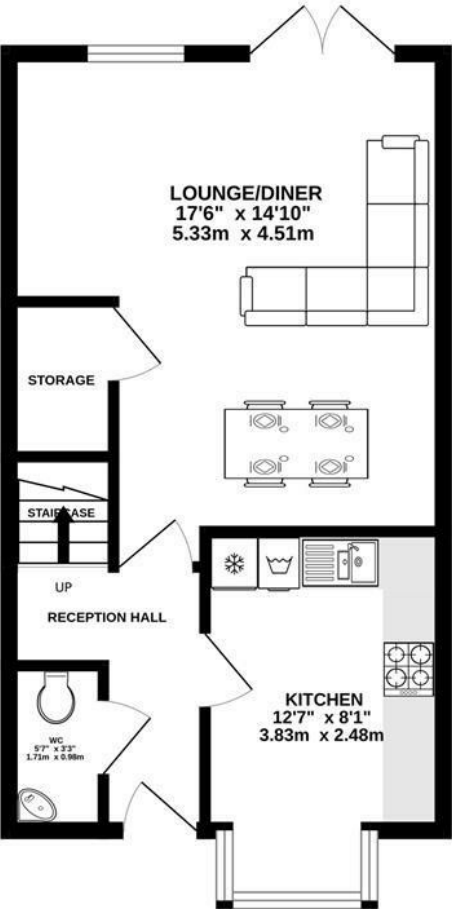 LOUNGE/DINER
17'6" x 14'10"
5.33m x 4.51m
STORAGE
STAIRCASE
UP
RECEPTION HALL
KITCHEN
12'7" x 8'1"
3.83m x 2.48m
WC
5'7" x 3'3"
1.71m x 0.98m